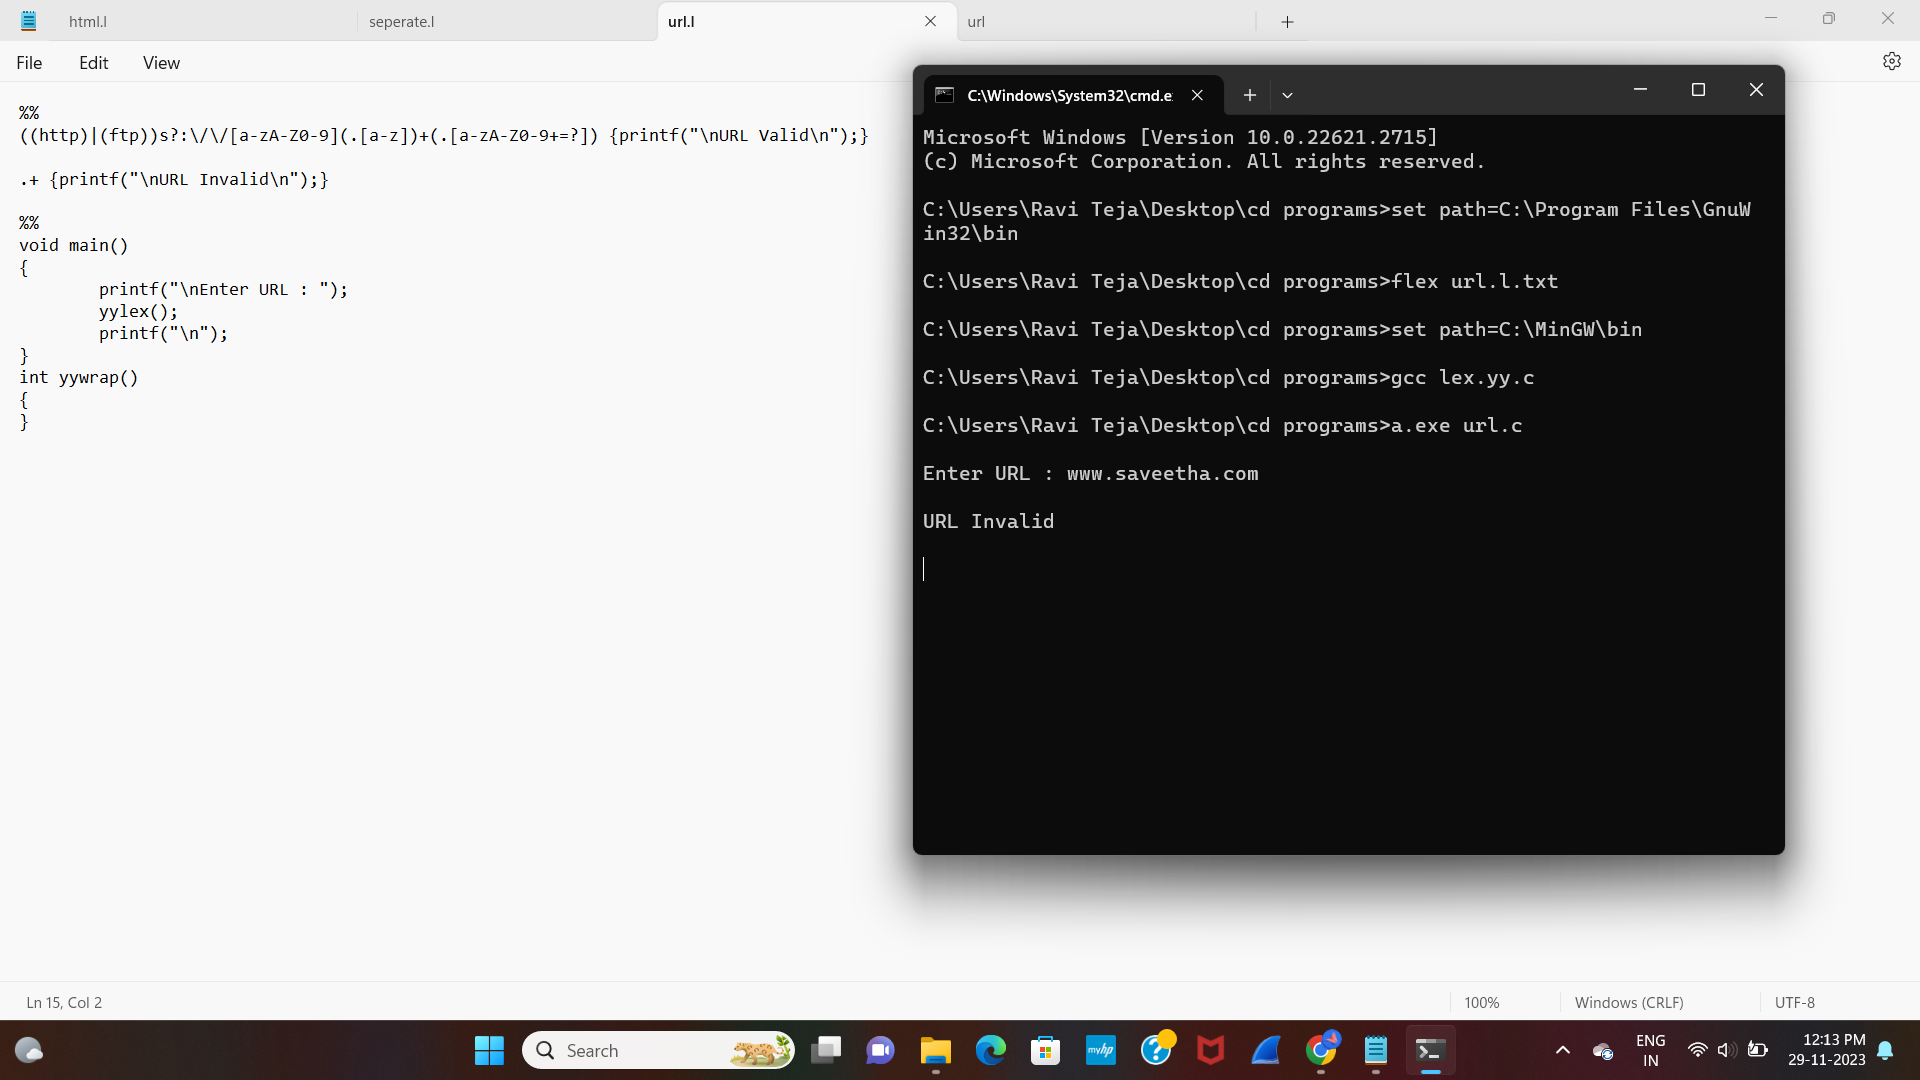 html.l
seperate.l
url.l
url
File
Edit
View
%%
((http)|(ftp))s?:\/\/[a-zA-Z0-9](.[a-z])+(.[a-zA-Z0-9+=?]) {printf("\nURL Valid\n");}
.+ {printf("\nURL Invalid\n");}
%%
void main()
{
        printf("\nEnter URL : ");
        yylex();
        printf("\n");
}
int yywrap()
{
}
C:\Windows\System32\cmd.e
Microsoft Windows [Version 10.0.22621.2715]
(c) Microsoft Corporation. All rights reserved.
C:\Users\Ravi Teja\Desktop\cd programs>set path=C:\Program Files\GnuW
in32\bin
C:\Users\Ravi Teja\Desktop\cd programs>flex url.l.txt
C:\Users\Ravi Teja\Desktop\cd programs>set path=C:\MinGW\bin
C:\Users\Ravi Teja\Desktop\cd programs>gcc lex.yy.c
C:\Users\Ravi Teja\Desktop\cd programs>a.exe url.c
Enter URL : www.saveetha.com
URL Invalid
Ln 15, Col 2
100%
Windows (CRLF)
UTF-8
Search
myhp
ENG
IN
12:13 PM
29-11-2023